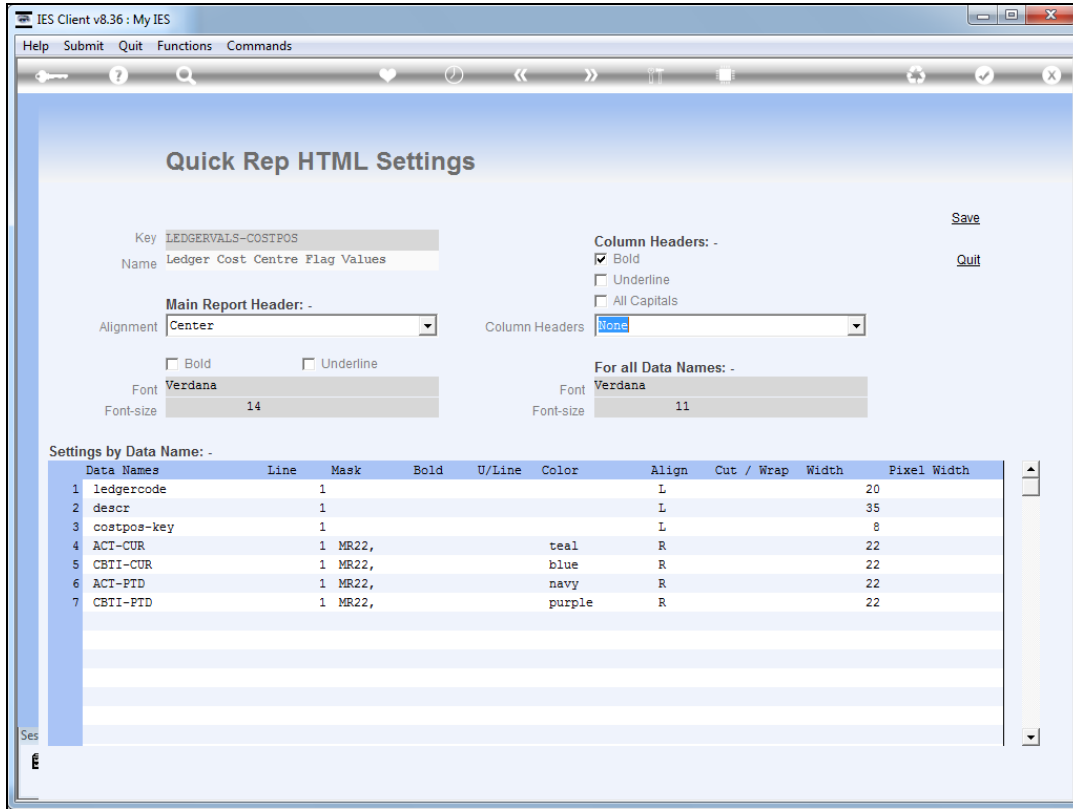 IES Client v8.36 : My IES
Help Submit Quit Functions Commands
Quick Rep HTML Settings
Save
Key LEDGERVALS-COSTPOS
Column Headers: -
Name Ledger Cost Centre Flag Values
Bold
Quit
Underline
Main Report Header: -
All Capitals
Alignment Center
Column Headers None
Bold Underline
For all Data Names: -
Font Verdana
Font Verdana
Font-size 14
Font-size 11
Settings by Data Name: -
Data Names Line Mask Bold U/Line Color Align Cut / Wrap Width Pixel Width
1 ledgercode 1 L 20
2 descr 1 L 35
3 costpos-key 1 L 8
4 ACT-CUR 1 MR22, teal R 22
5 CBTI-CUR 1 MR22, blue R 22
6 ACT-PTD 1 MR22, navy R 22
7 CBTI-PTD 1 MR22, purple R 22
Ses